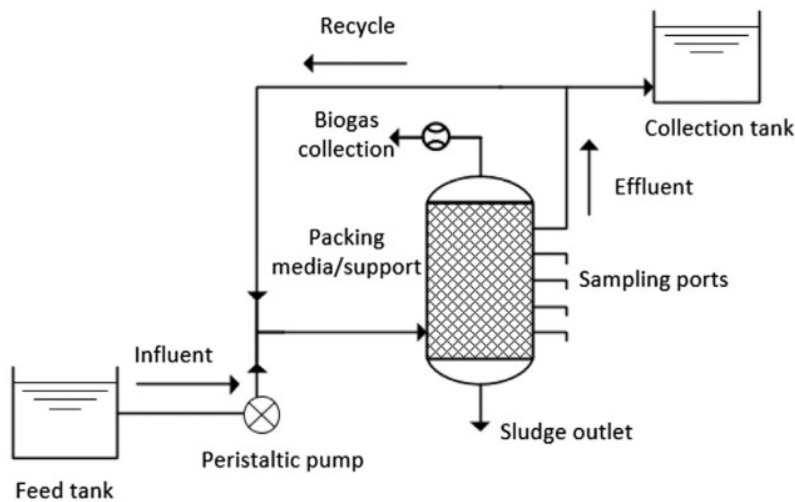 Recycle
Biogas
collection
Collection tank
Effluent
Packing
media/support
Sampling ports
Influent
Sludge outlet
Peristaltic pump
Feed tank